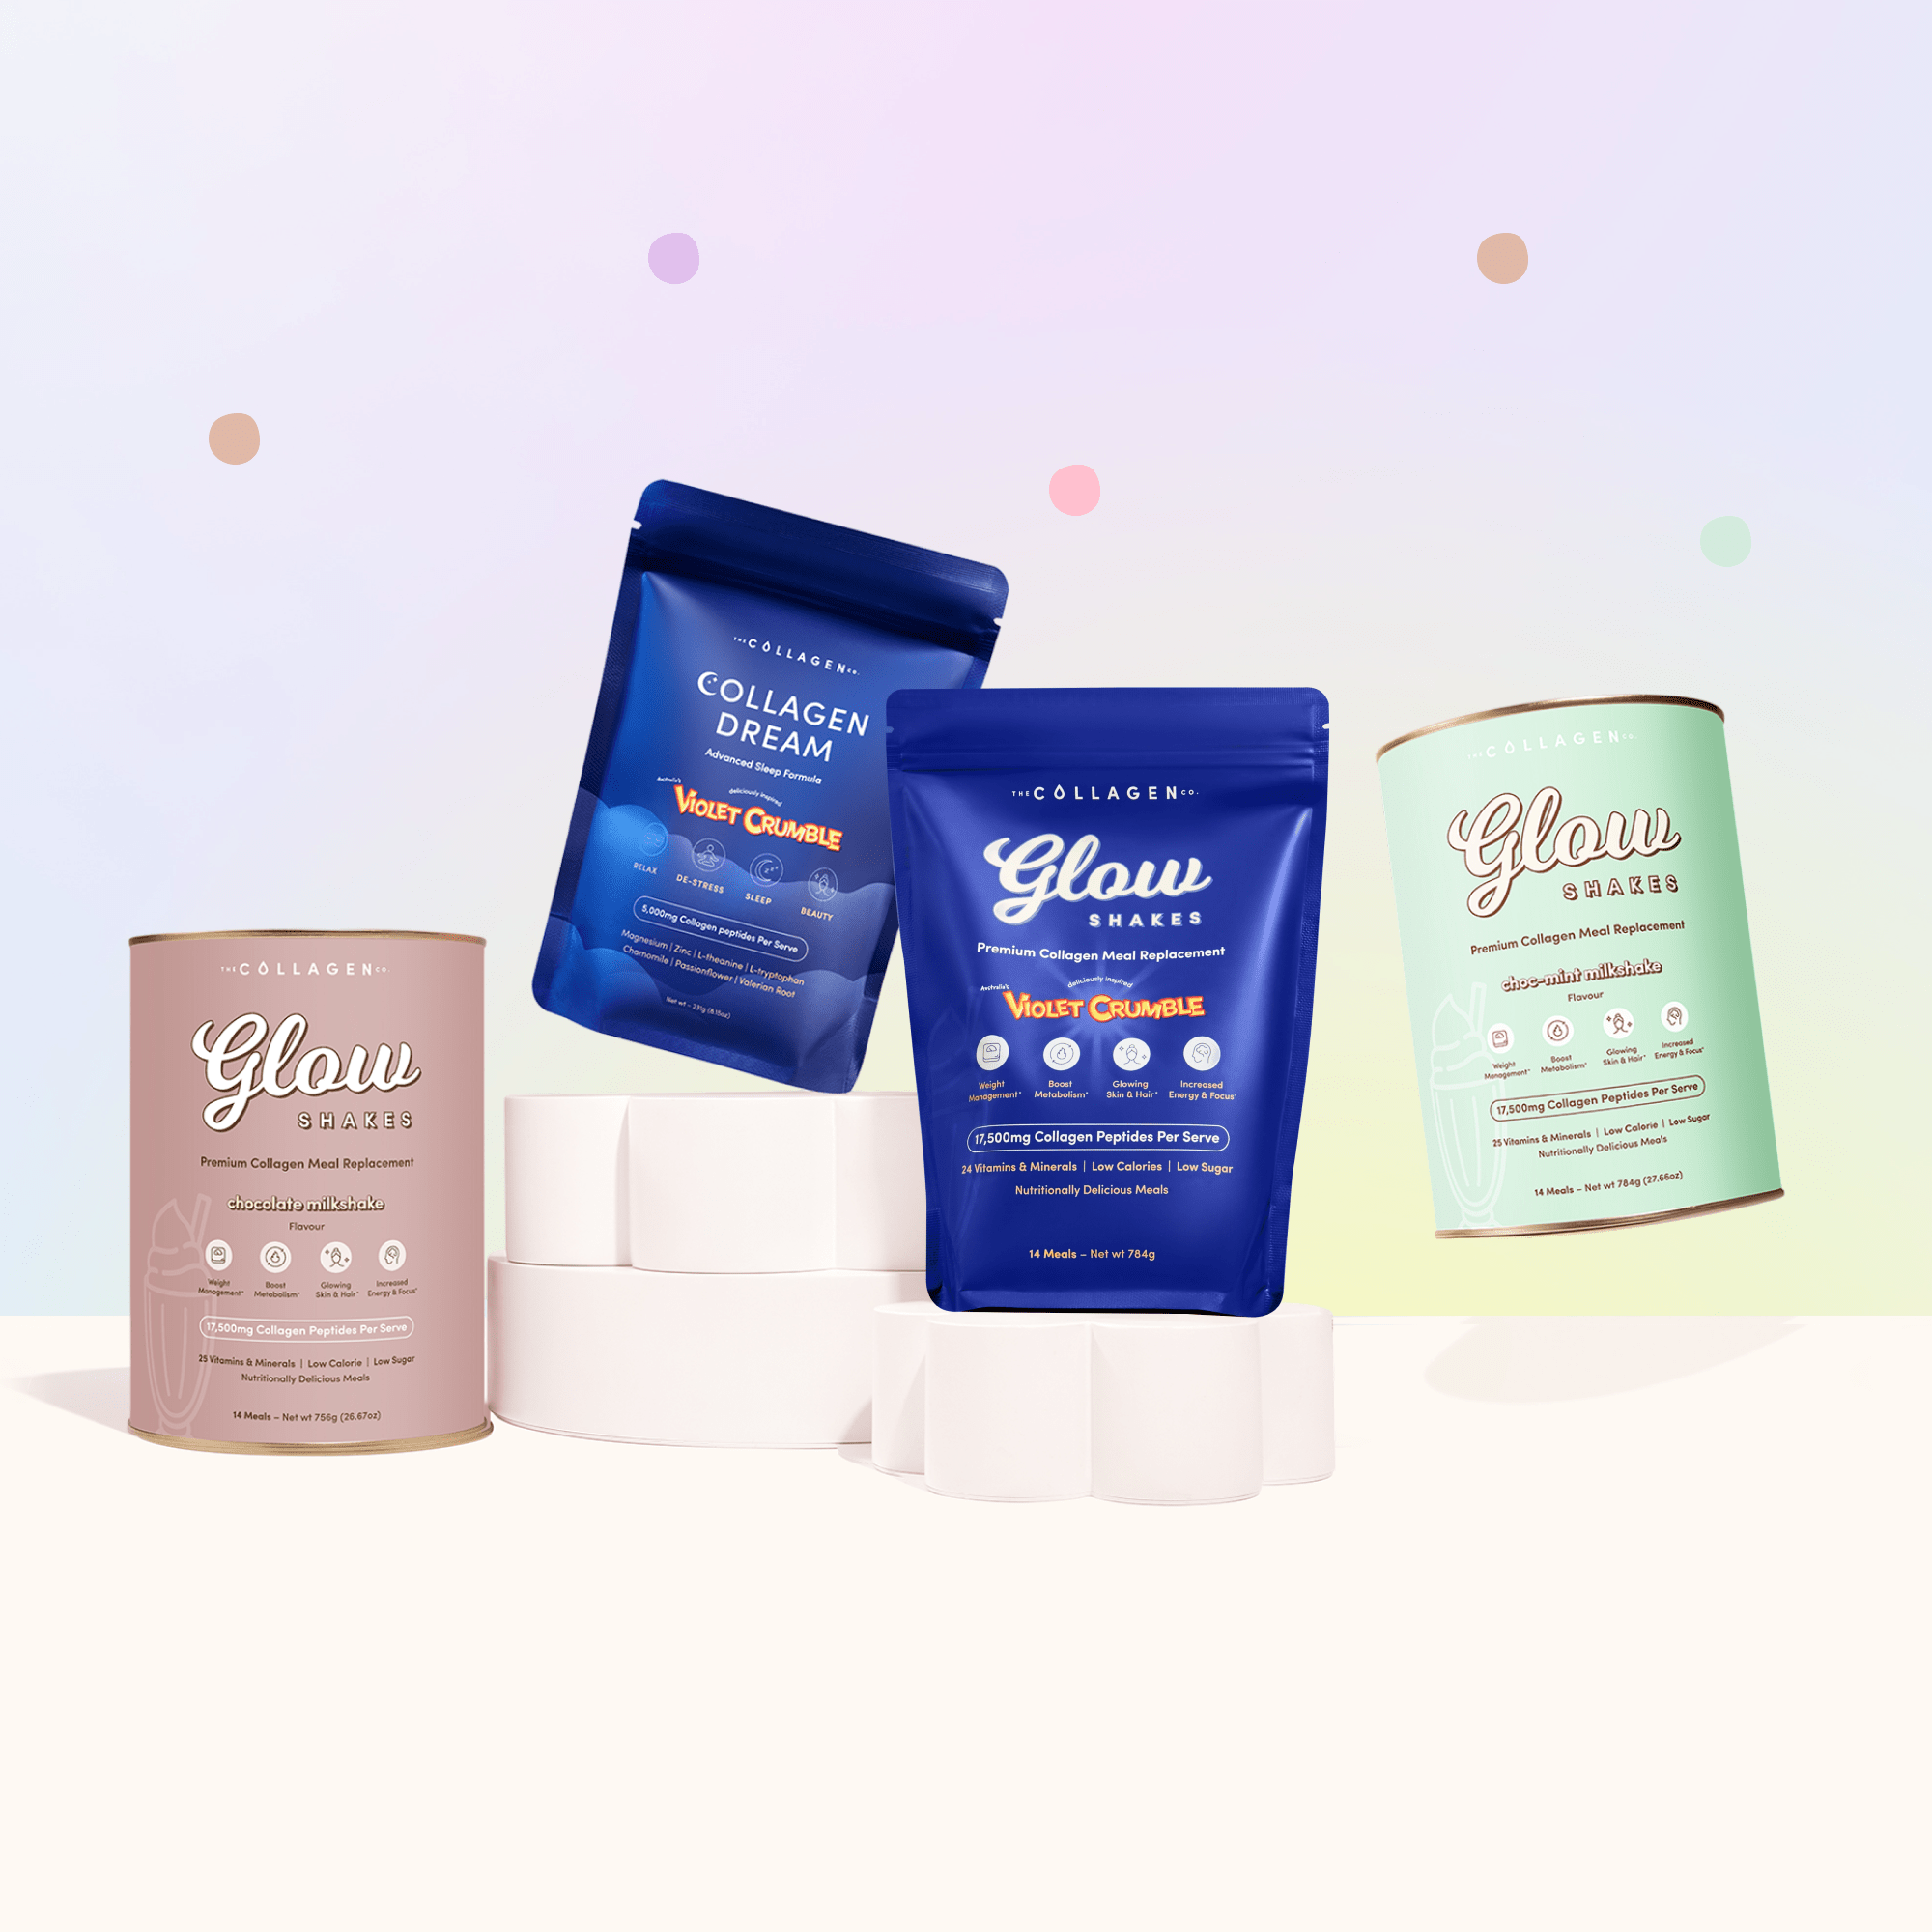 THE COLLAGEN CO.
COLLAGEN
DREAM
Advanced Sleep Formula
Australia's
deliciously inspired
VIOLET CRUMBLE
RELAX
DE-STRESS
SLEEP
BEAUTY
5,000mg Collagen peptides Per Serve
Magnesium | Zinc | L-theanine | L-tryptophan
Chamomile | Passionflower | Valerian Root
Net wt - 231g (8.15oz)
THE COLLAGEN CO.
Glow
SHAKES
Premium Collagen Meal Replacement
Australia's
deliciously inspired
VIOLET CRUMBLE
Weight
Management*
Boost
Metabolism*
Glowing
Skin & Hair*
Increased
Energy & Focus*
17,500mg Collagen Peptides Per Serve
24 Vitamins & Minerals | Low Calories | Low Sugar
Nutritionally Delicious Meals
14 Meals – Net wt 784g
THE COLLAGEN CO.
Glow
SHAKES
Premium Collagen Meal Replacement
choc-mint milkshake
Flavour
Weight
Management*
Boost
Metabolism*
Glowing
Skin & Hair*
Increased
Energy & Focus*
17,500mg Collagen Peptides Per Serve
25 Vitamins & Minerals | Low Calorie | Low Sugar
Nutritionally Delicious Meals
14 Meals – Net wt 784g (27.66oz)
THE COLLAGEN CO.
Glow
SHAKES
Premium Collagen Meal Replacement
chocolate milkshake
Flavour
Weight
Management*
Boost
Metabolism*
Glowing
Skin & Hair*
Increased
Energy & Focus*
17,500mg Collagen Peptides Per Serve
25 Vitamins & Minerals | Low Calorie | Low Sugar
Nutritionally Delicious Meals
14 Meals – Net wt 756g (26.67oz)